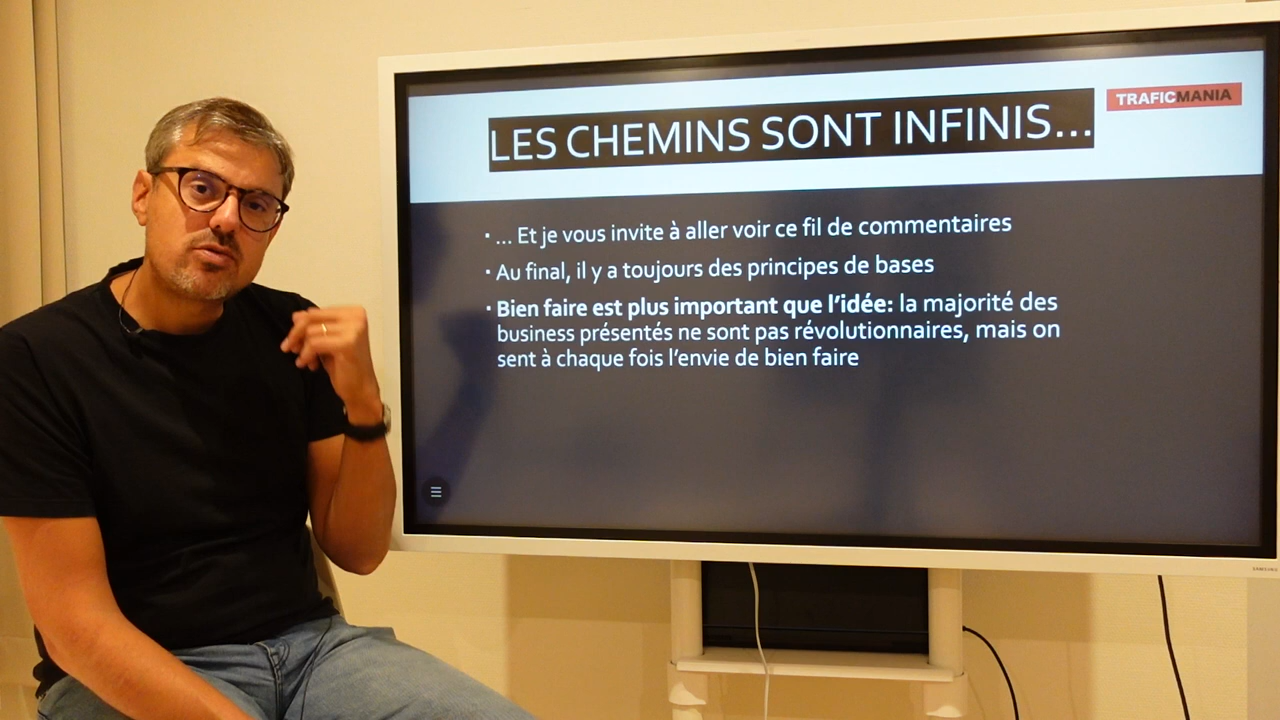 TRAFICMANIA
LES CHEMINS SONT INFINIS...
▪ ... Et je vous invite à aller voir ce fil de commentaires
▪ Au final, il y a toujours des principes de bases
▪ Bien faire est plus important que l'idée: la majorité des
business présentés ne sont pas révolutionnaires, mais on
sent à chaque fois l'envie de bien faire
SAMSUNG